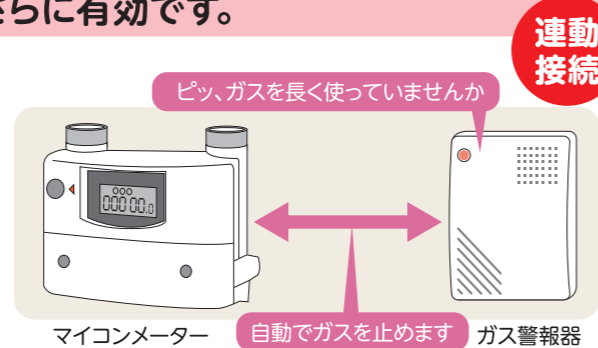 さらに有効です。
連動
接続
ピッ、ガスを長く使っていませんか
000
000 00.0
マイコンメーター
自動でガスを止めます
ガス警報器